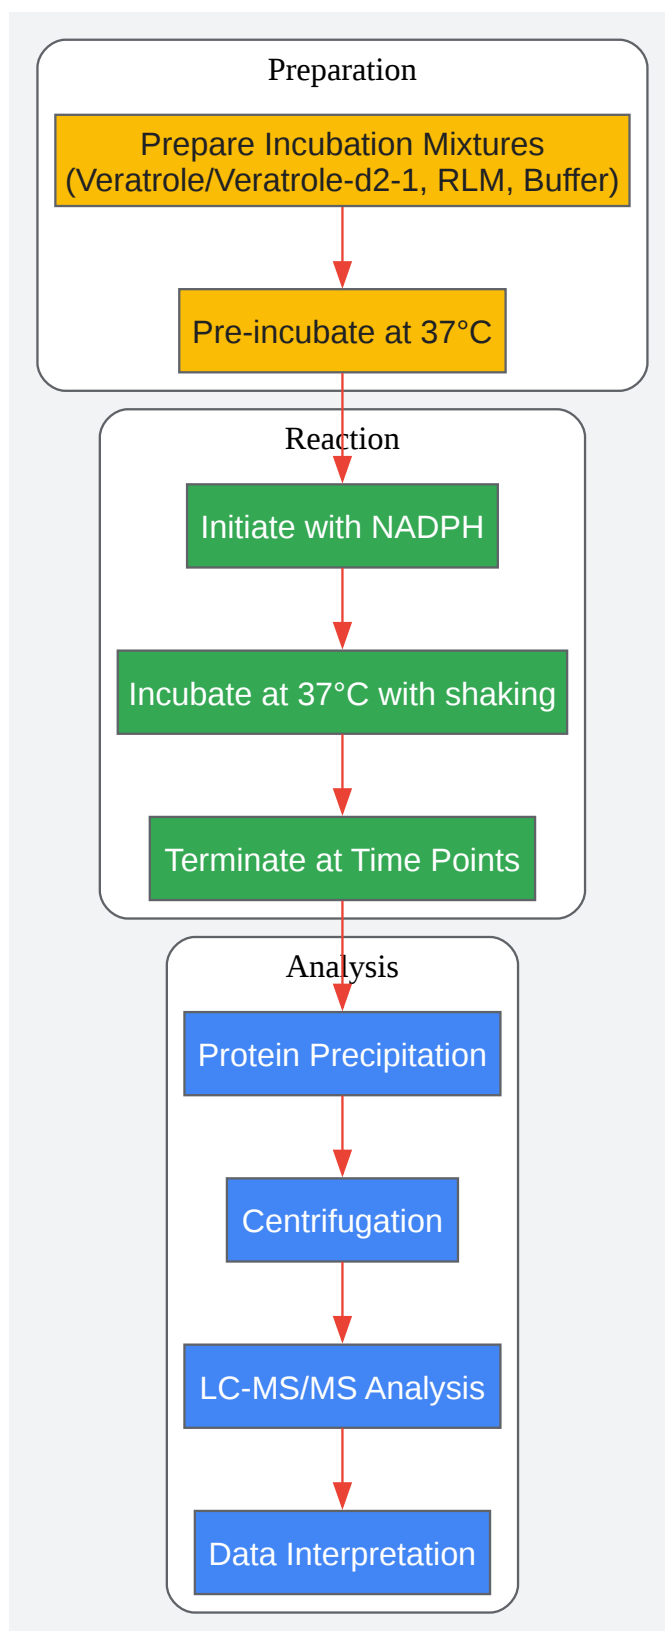 Preparation
Prepare Incubation Mixtures
(Veratrole/Veratrole-d2-1, RLM, Buffer)
Pre-incubate at 37°C
Reaction
Initiate with NADPH
Incubate at 37°C with shaking
Terminate at Time Points
Analysis
Protein Precipitation
Centrifugation
LC-MS/MS Analysis
Data Interpretation